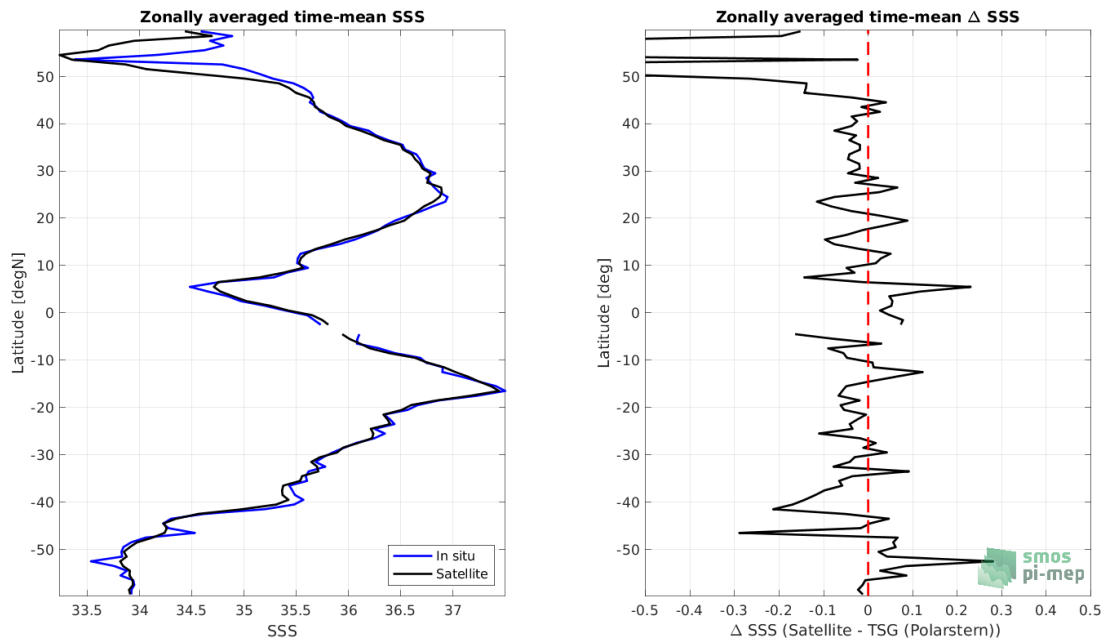 Zonally averaged time-mean SSS
50
40
30
20
10
0
-10
-20
-30
-40
-50
Latitude [degN]
33.5 34 34.5 35 35.5 36 36.5 37
SSS
In situ
Satellite
Zonally averaged time-mean Δ SSS
50
40
30
20
10
0
-10
-20
-30
-40
-50
Latitude [deg]
-0.5 -0.4 -0.3 -0.2 -0.1 0 0.1 0.2 0.3 0.4 0.5
Δ SSS (Satellite - TSG (Polarstern))
smos
pi-mep